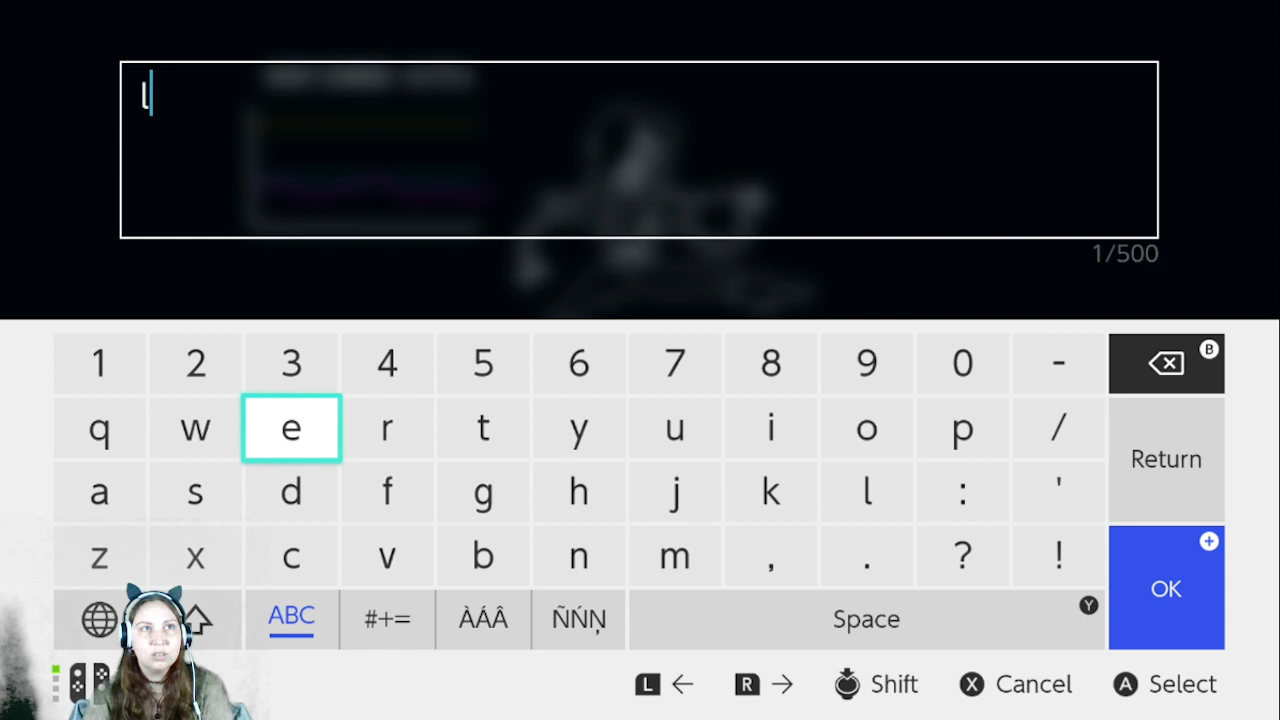 l
1/500
1 2 3 4 5 6 7 8 9 0 - B
q w e r t y u i o p / Return
a s d f g h j k l : '
z x c v b n m , . ? ! + OK
ABC #+= ÀÁÂ ÑŃŅ Space Y
L ← R → Shift X Cancel A Select